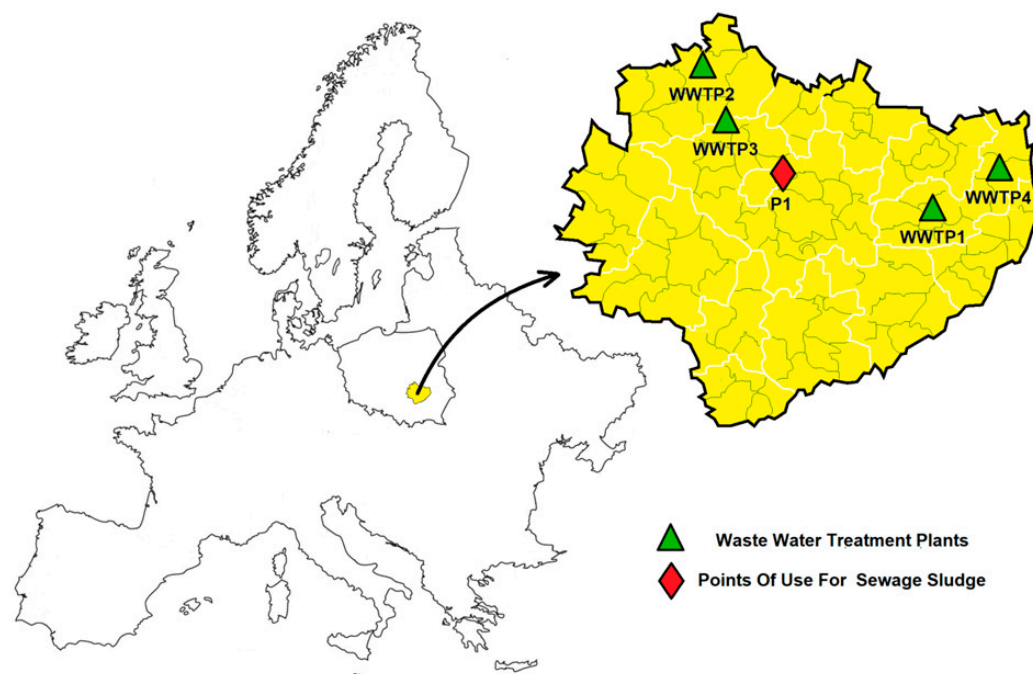 WWTP2
WWTP3
P1
WWTP4
WWTP1
Waste Water Treatment Plants
Points Of Use For Sewage Sludge